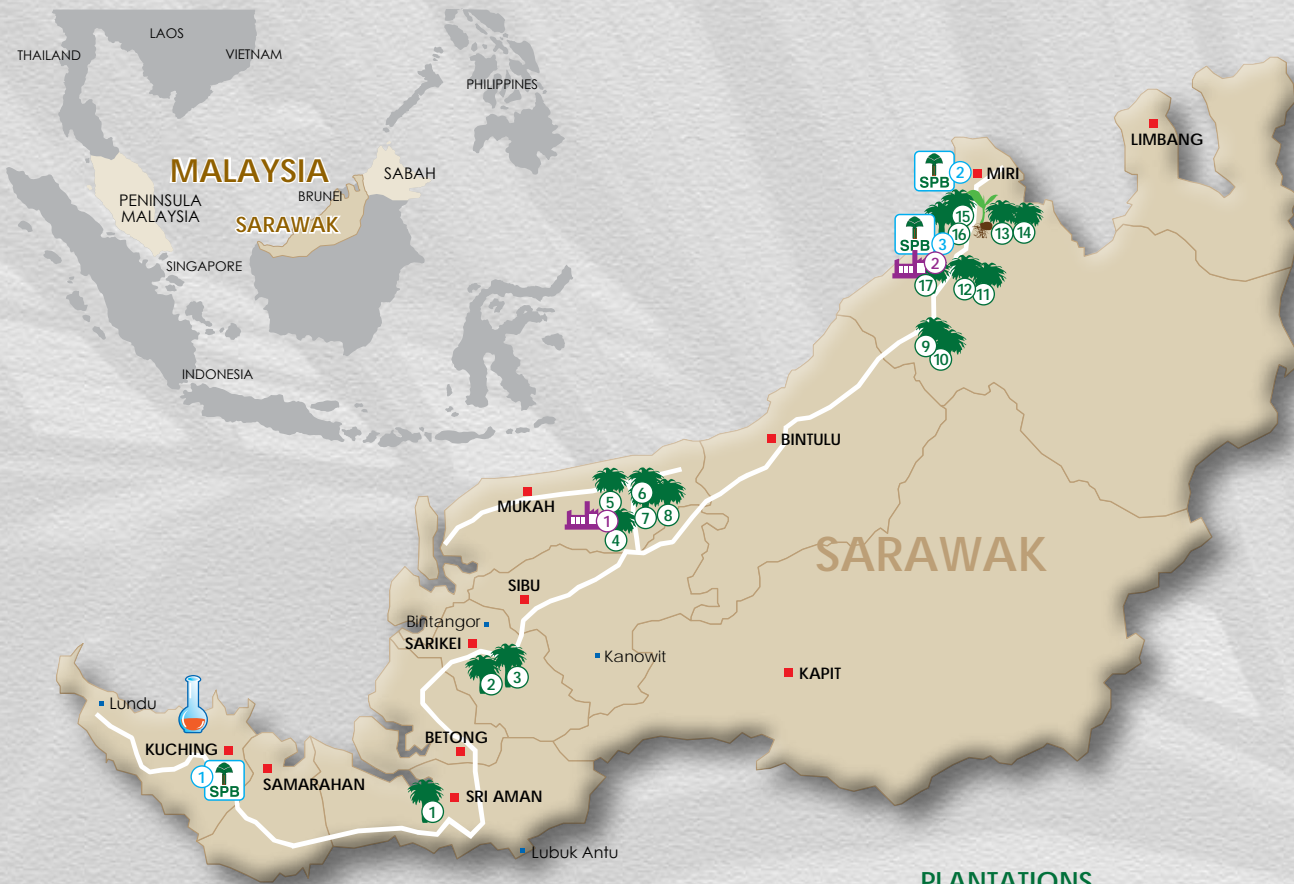 LAOS
THAILAND
VIETNAM
PHILIPPINES
MALAYSIA
SABAH
BRUNEI
PENINSULA
MALAYSIA
SARAWAK
SINGAPORE
INDONESIA
LIMBANG
SPB
2
MIRI
15
16
13
14
SPB
3
2
17
12
11
9
10
BINTULU
MUKAH
5
6
7
8
1
4
SARAWAK
SIBU
Bintangor
SARIKEI
Kanowit
2
3
KAPIT
Lundu
KUCHING
BETONG
1
SPB
SAMARAHAN
SRI AMAN
1
Lubuk Antu
PLANTATIONS